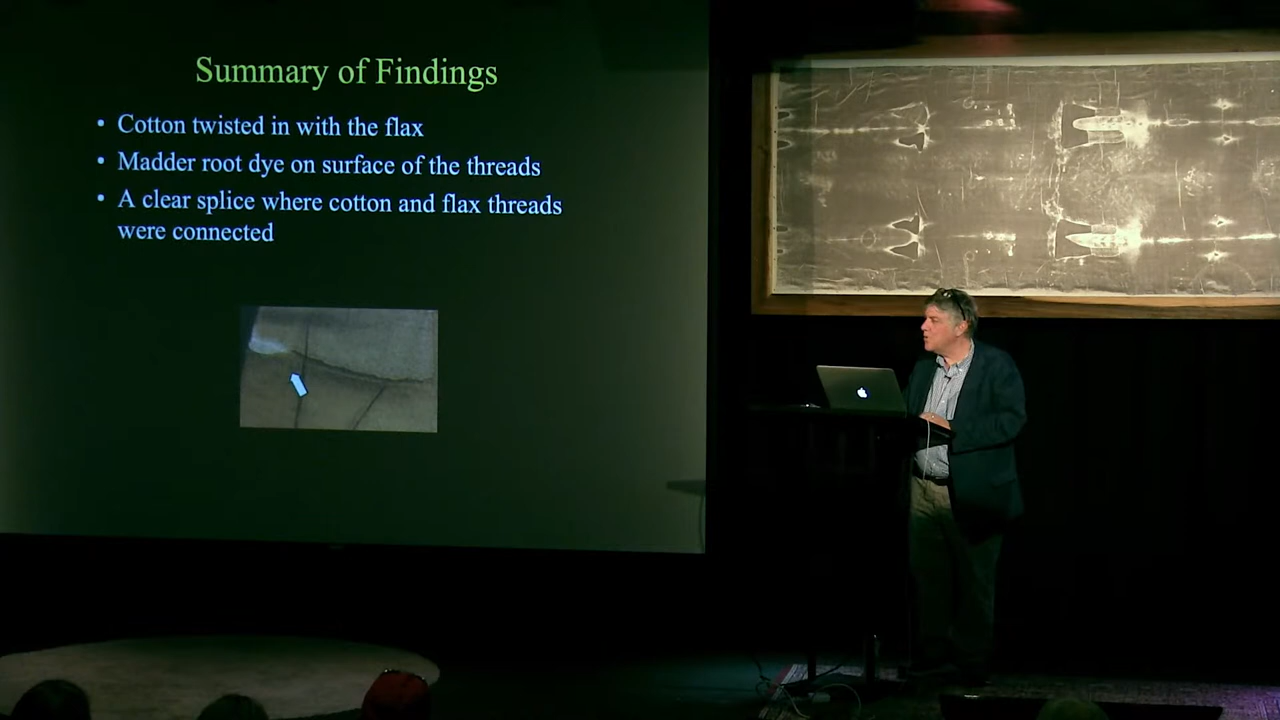 Summary of Findings
• Cotton twisted in with the flax
• Madder root dye on surface of the threads
• A clear splice where cotton and flax threads
were connected